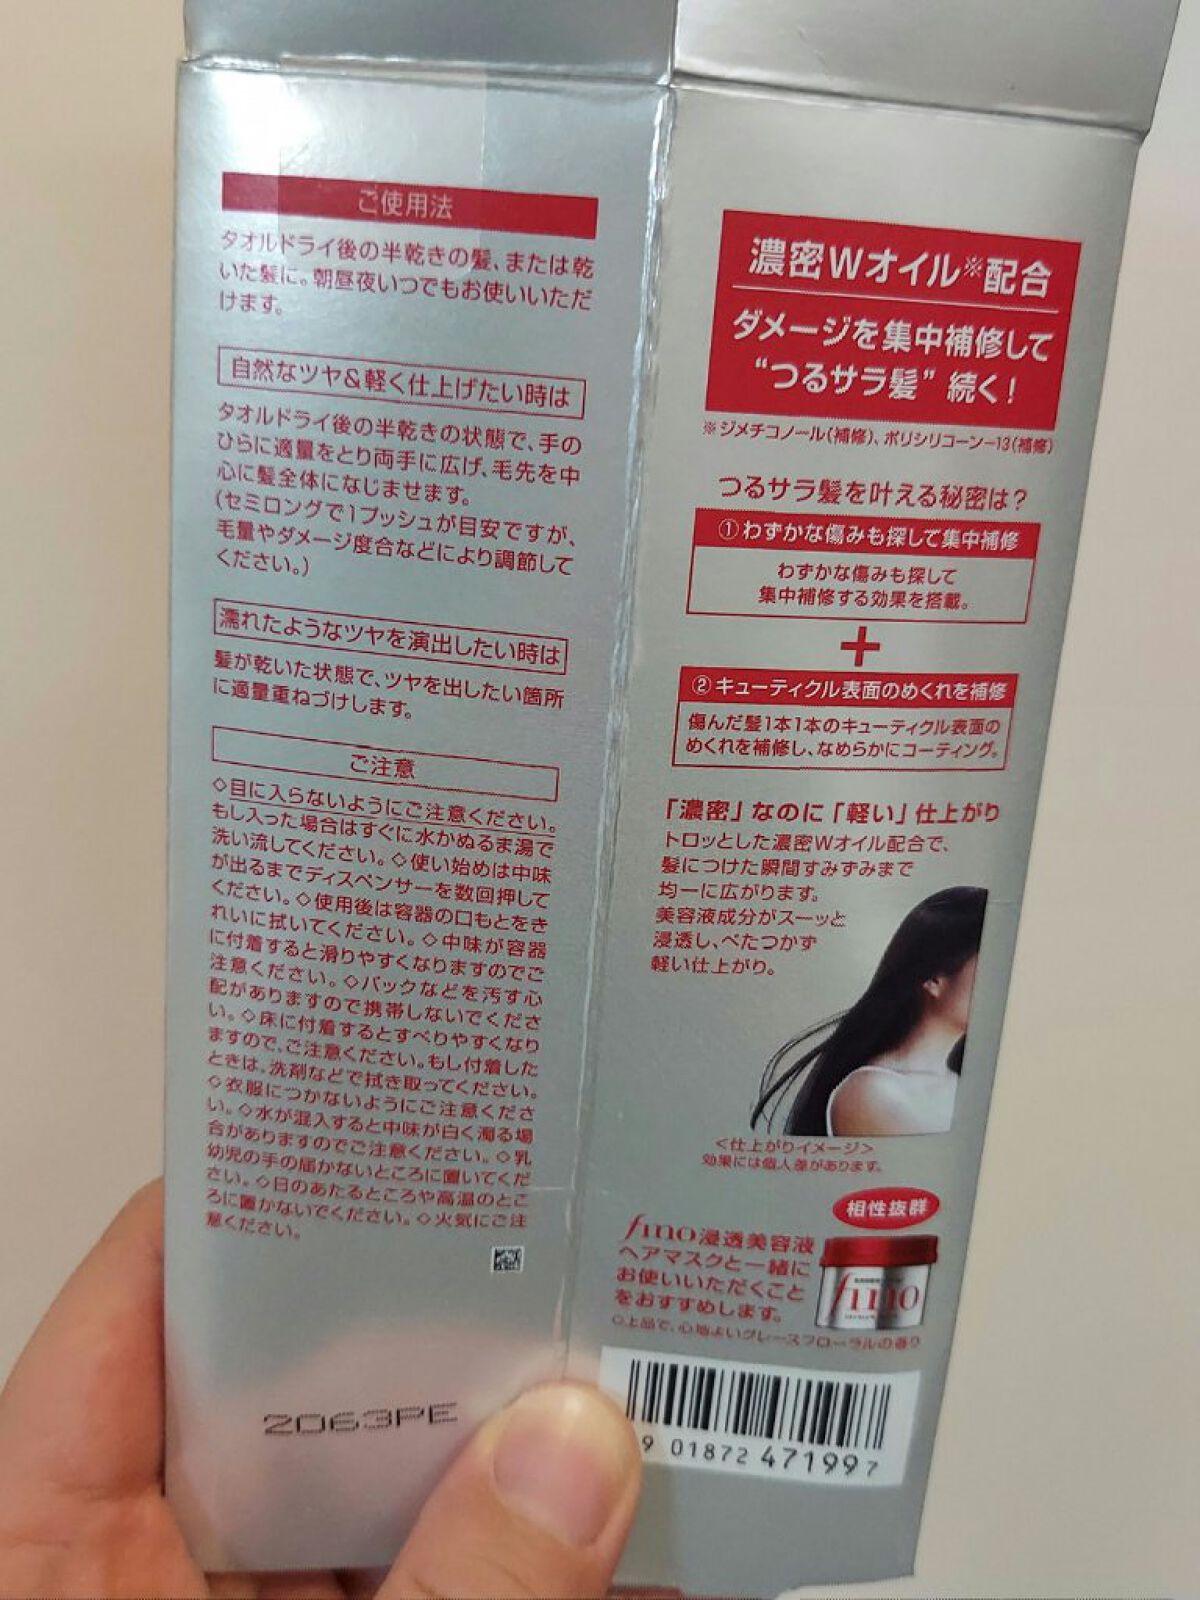 ご使用法
タオルドライ後の半乾きの髪、または乾
いた髪に。朝昼夜いつでもお使いいただ
けます。
自然なツヤ&軽く仕上げたい時は
タオルドライ後の半乾きの状態で、手の
ひらに適量をとり両手に広げ、毛先を中
心に髪全体になじませます。
(セミロングで1プッシュが目安ですが、
毛量やダメージ度合などにより調節して
ください。)
濡れたようなツヤを演出したい時は
髪が乾いた状態で、ツヤを出したい箇所
に適量重ねづけします。
ご注意
◇目に入らないようにご注意ください。
もし入った場合はすぐに水かぬるま湯で
洗い流してください。◇使い始めは中味
が出るまでディスペンサーを数回押して
ください。◇使用後は容器の口もとをき
れいに拭いてください。◇中味が容器
に付着すると滑りやすくなりますのでご
注意ください。◇バックなどを汚す心
配がありますので携帯しないでくださ
い。◇床に付着するとすべりやすくなり
ますので、ご注意ください。もし付着した
ときは、洗剤などで拭き取ってください。
◇衣服につかないようにご注意くださ
い。◇水が混入すると中味が白く濁る場
合がありますのでご注意ください。◇乳
幼児の手の届かないところに置いてくだ
さい。◇日のあたるところや高温のとこ
ろに置かないでください。◇火気にご注
意ください。
2063PE
濃密Wオイル※配合
ダメージを集中補修して
“つるサラ髪”続く!
※ジメチコノール(補修)、ポリシリコーン-13(補修)
つるサラ髪を叶える秘密は?
①わずかな傷みも探して集中補修
わずかな傷みも探して
集中補修する効果を搭載。
+
②キューティクル表面のめくれを補修
傷んだ髪1本1本のキューティクル表面の
めくれを補修し、なめらかにコーティング。
「濃密」なのに「軽い」仕上がり
トロッとした濃密Wオイル配合で、
髪につけた瞬間すみずみまで
均一に広がります。
美容液成分がスーッと
浸透し、べたつかず
軽い仕上がり。
<仕上がりイメージ>
効果には個人差があります。
相性抜群
fino浸透美容液
ヘアマスクと一緒に
お使いいただくこと
をおすすめします。
fino
◇上品で、心地よいグレースフローラルの香り
9 01872 471997